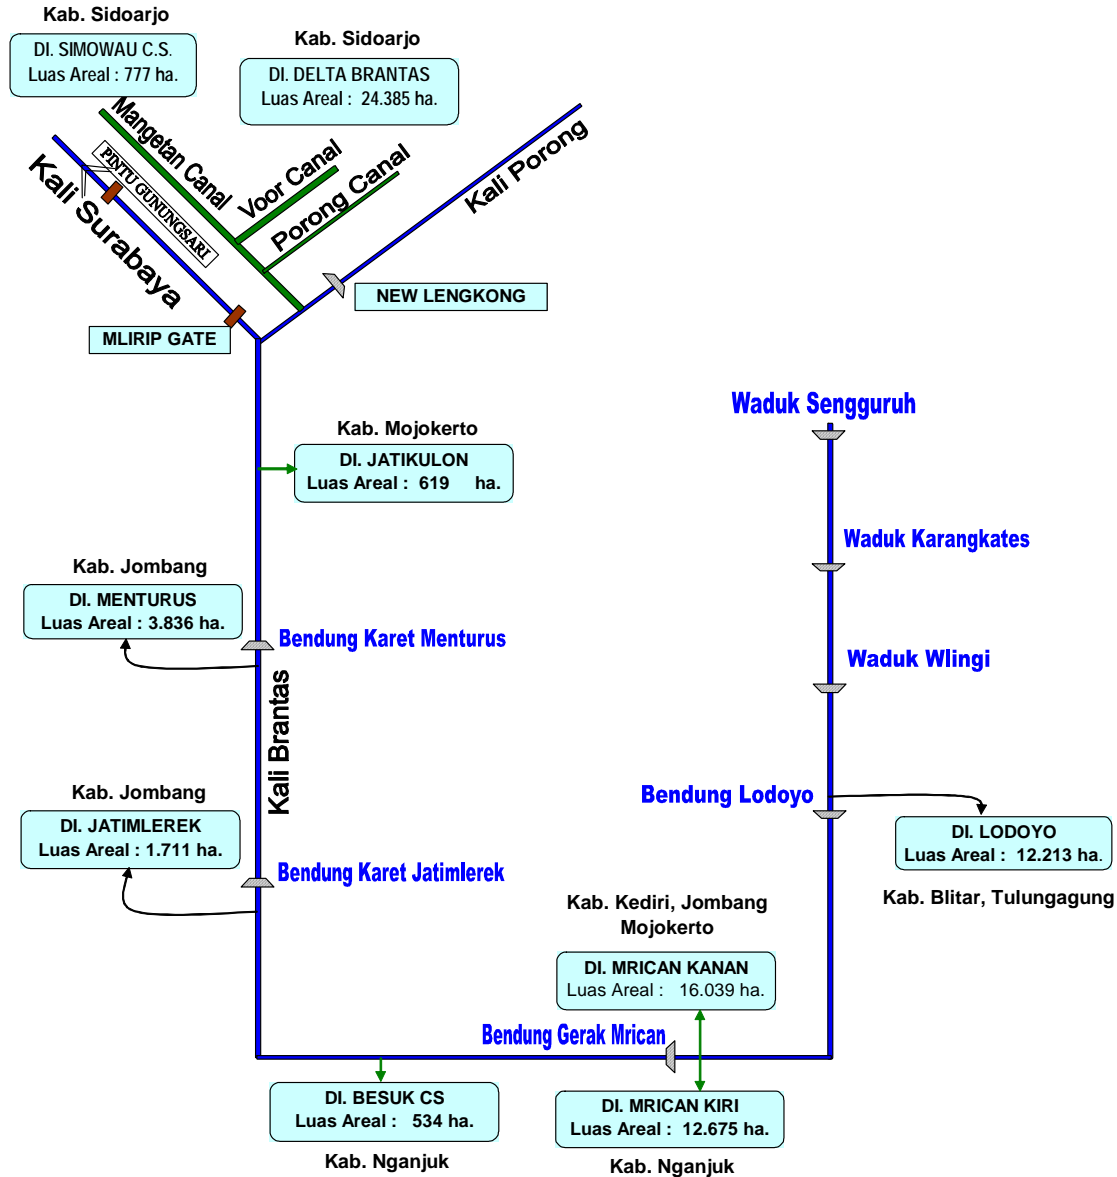 Kab. Sidoarjo
DI. SIMOWAU C.S.
Luas Areal : 777 ha.
Kab. Sidoarjo
DI. DELTA BRANTAS
Luas Areal : 24.385 ha.
Mangetan Canal
Voor Canal
Porong Canal
Kali Porong
PINTU GUNUNGSARI
Kali Surabaya
NEW LENGKONG
MLIRIP GATE
Waduk Sengguruh
Kab. Mojokerto
DI. JATIKULON
Luas Areal : 619 ha.
Waduk Karangkates
Kab. Jombang
DI. MENTURUS
Luas Areal : 3.836 ha.
Bendung Karet Menturus
Waduk Wlingi
Kali Brantas
Bendung Lodoyo
Kab. Jombang
DI. JATIMLEREK
Luas Areal : 1.711 ha.
DI. LODOYO
Luas Areal : 12.213 ha.
Kab. Blitar, Tulungagung
Bendung Karet Jatimlerek
Kab. Kediri, Jombang
Mojokerto
DI. MRICAN KANAN
Luas Areal : 16.039 ha.
Bendung Gerak Mrican
DI. BESUK CS
Luas Areal : 534 ha.
Kab. Nganjuk
DI. MRICAN KIRI
Luas Areal : 12.675 ha.
Kab. Nganjuk